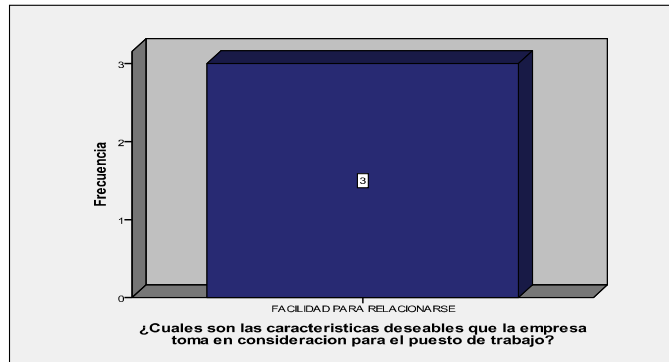 3
2
1
0
Frecuencia
3
FACILIDAD PARA RELACIONARSE
¿Cuales son las caracteristicas deseables que la empresa
toma en consideracion para el puesto de trabajo?